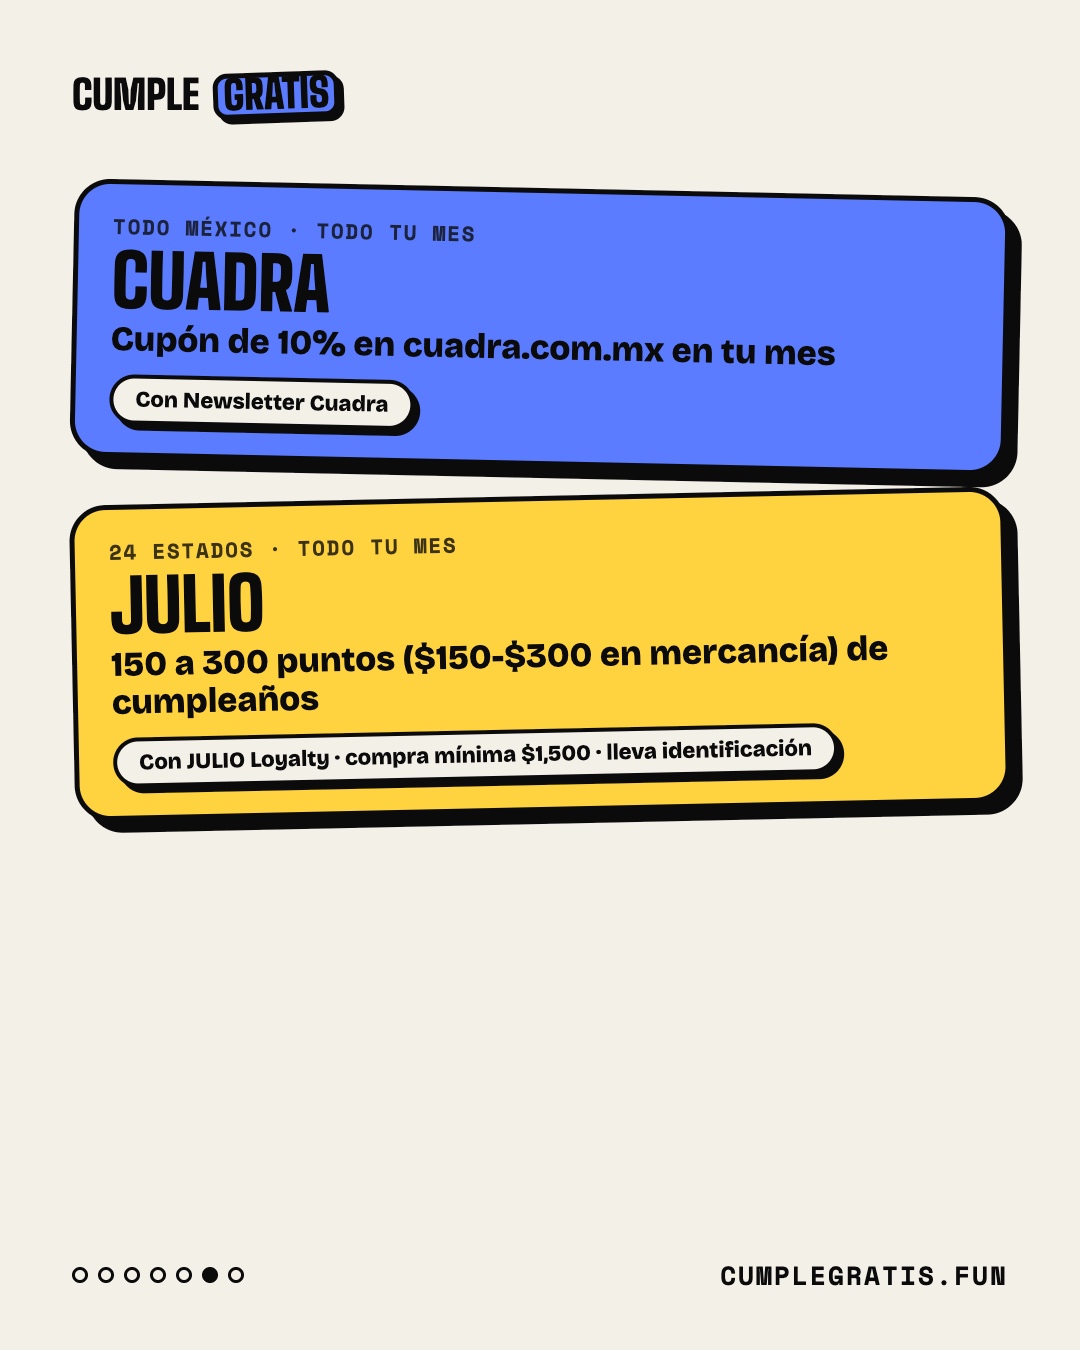 CUMPLE GRATIS
TODO MÉXICO · TODO TU MES
CUADRA
Cupón de 10% en cuadra.com.mx en tu mes
Con Newsletter Cuadra
24 ESTADOS · TODO TU MES
JULIO
150 a 300 puntos ($150-$300 en mercancía) de
cumpleaños
Con JULIO Loyalty · compra mínima $1,500 · lleva identificación
CUMPLEGRATIS.FUN